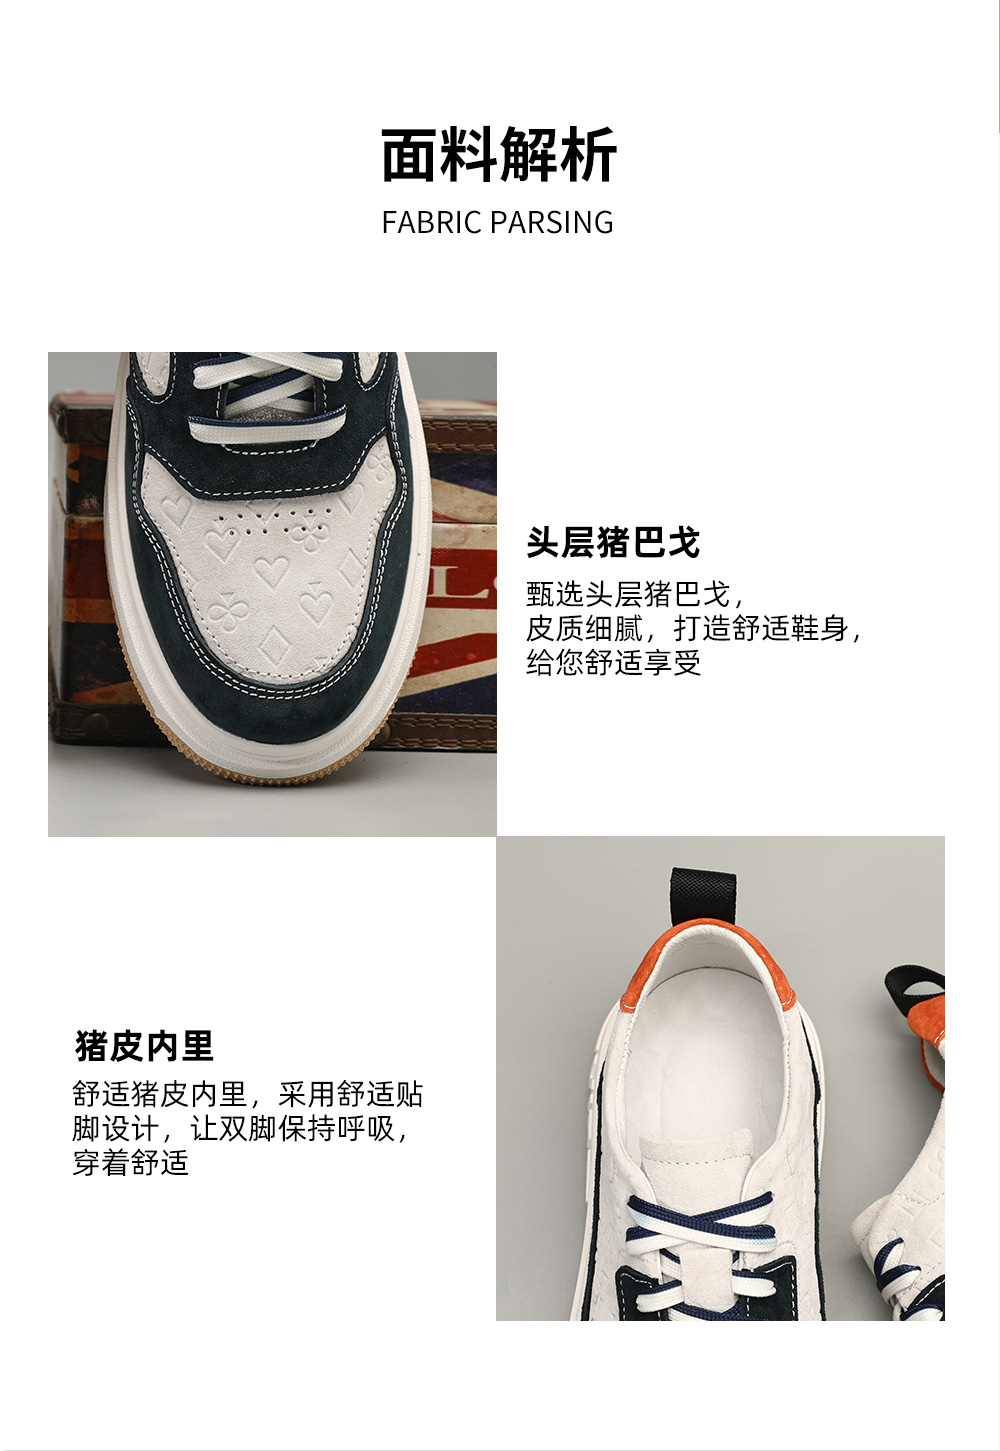 面料解析
FABRIC PARSING
头层猪巴戈
甄选头层猪巴戈，
皮质细腻，打造舒适鞋身，
给您舒适享受
猪皮内里
舒适猪皮内里，采用舒适贴
脚设计，让双脚保持呼吸，
穿着舒适